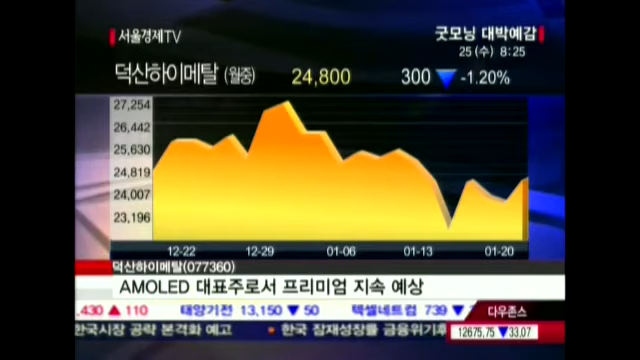 서울경제TV
굿모닝 대박예감
25(수) 8:25
덕산하이메탈 (월중) 24,800 300 ▼ -1.20%
27,254
26,442
25,630
24,819
24,007
23,196
12-22 12-29 01-06 01-13 01-20
덕산하이메탈(077360)
AMOLED 대표주로서 프리미엄 지속 예상
,430 ▲ 110 태양기전 13,150 ▼ 50 텍셀네트컴 739 ▼ 다우존스
한국시장 공략 본격화 예고 한국 잠재성장률 금융위기후 12675,75 ▼33,07